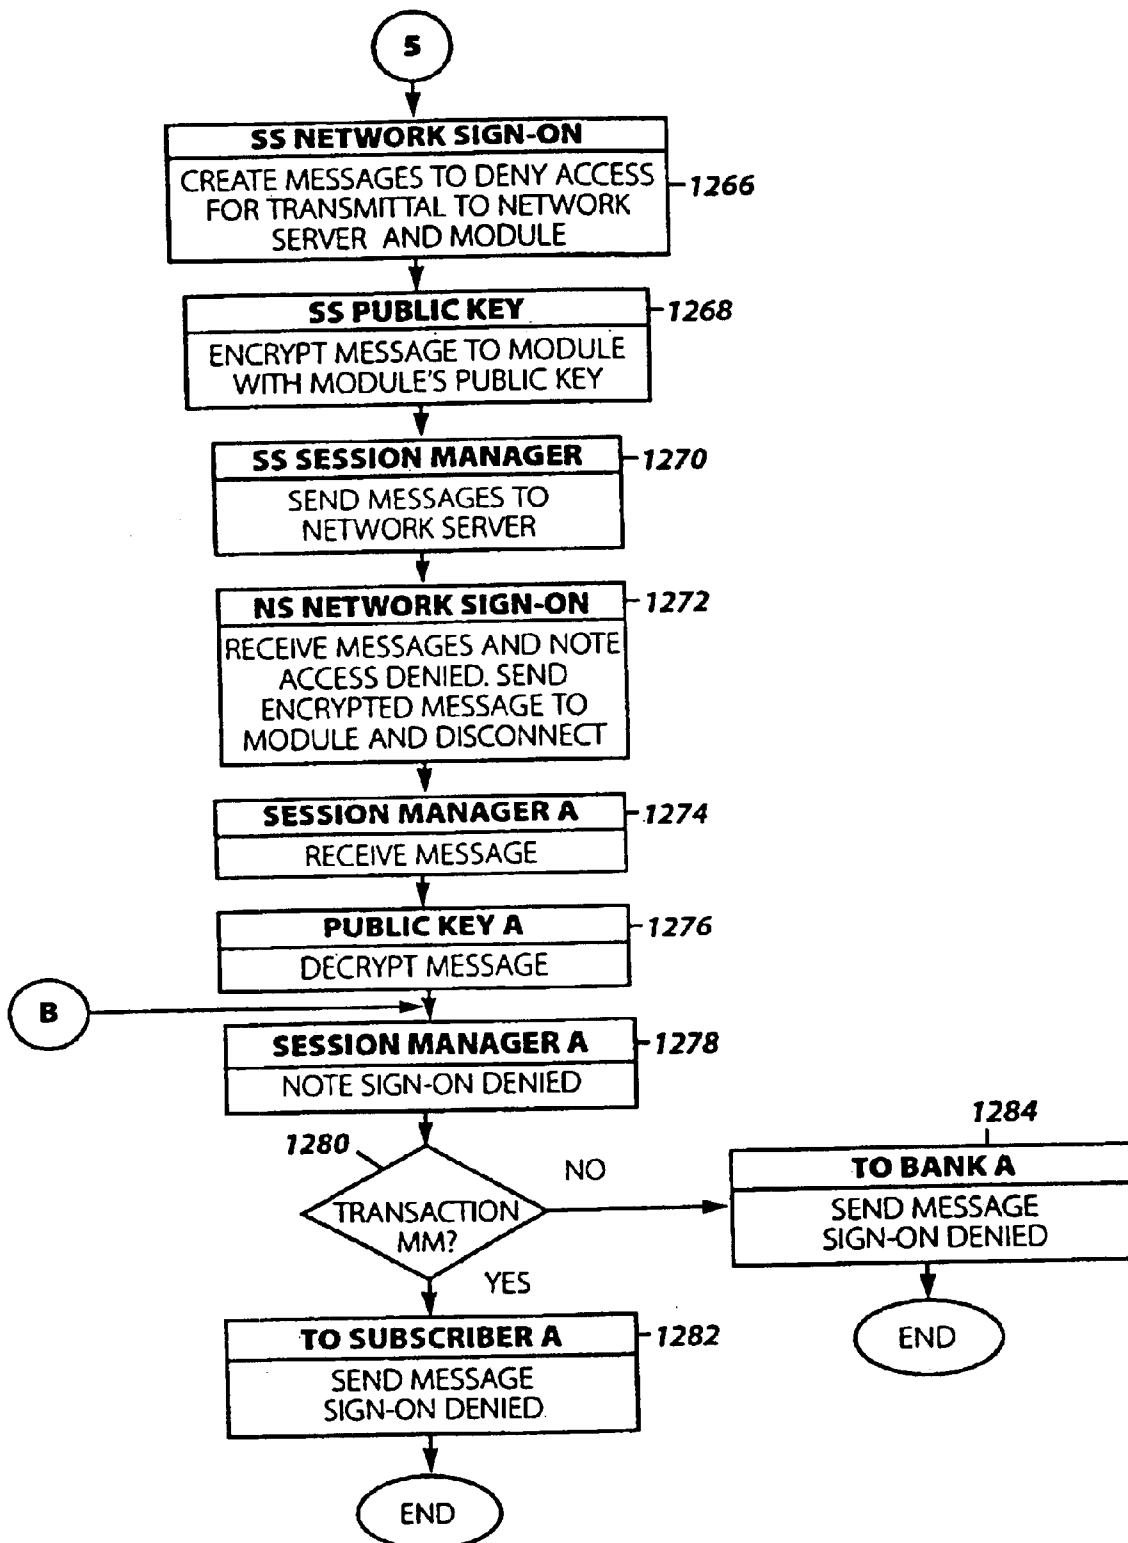 5
SS NETWORK SIGN-ON
CREATE MESSAGES TO DENY ACCESS
FOR TRANSMITTAL TO NETWORK
SERVER AND MODULE
1266
SS PUBLIC KEY
1268
ENCRYPT MESSAGE TO MODULE
WITH MODULE'S PUBLIC KEY
SS SESSION MANAGER
1270
SEND MESSAGES TO
NETWORK SERVER
NS NETWORK SIGN-ON
1272
RECEIVE MESSAGES AND NOTE
ACCESS DENIED. SEND
ENCRYPTED MESSAGE TO
MODULE AND DISCONNECT
SESSION MANAGER A
1274
RECEIVE MESSAGE
PUBLIC KEY A
1276
DECRYPT MESSAGE
B
SESSION MANAGER A
1278
NOTE SIGN-ON DENIED
1280
TRANSACTION
MM?
NO
YES
1284
TO BANK A
SEND MESSAGE
SIGN-ON DENIED
END
TO SUBSCRIBER A
1282
SEND MESSAGE
SIGN-ON DENIED
END